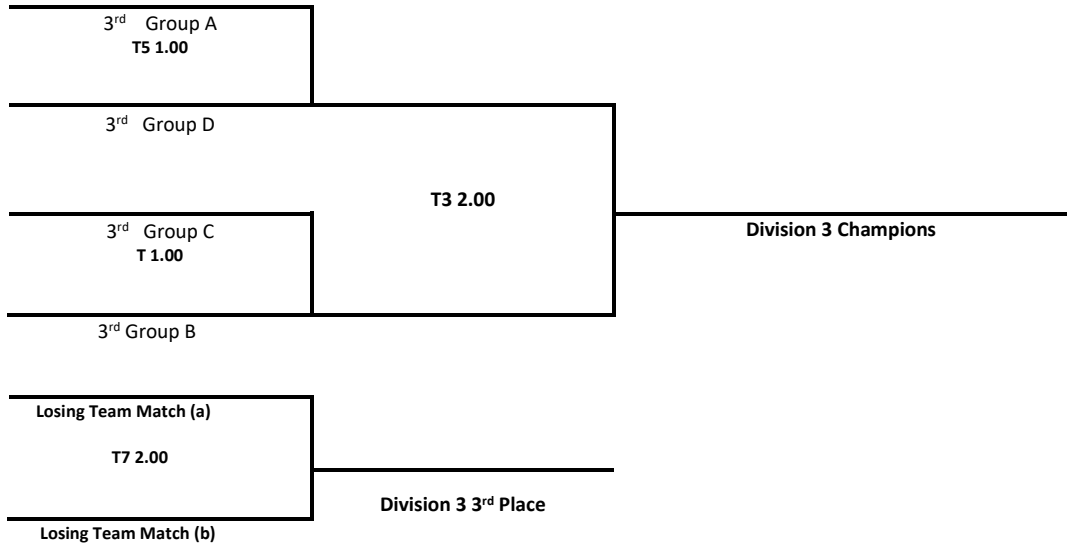 3rd Group A
T5 1.00
3rd Group D
T3 2.00
3rd Group C
T 1.00
Division 3 Champions
3rd Group B
Losing Team Match (a)
T7 2.00
Division 3 3rd Place
Losing Team Match (b)